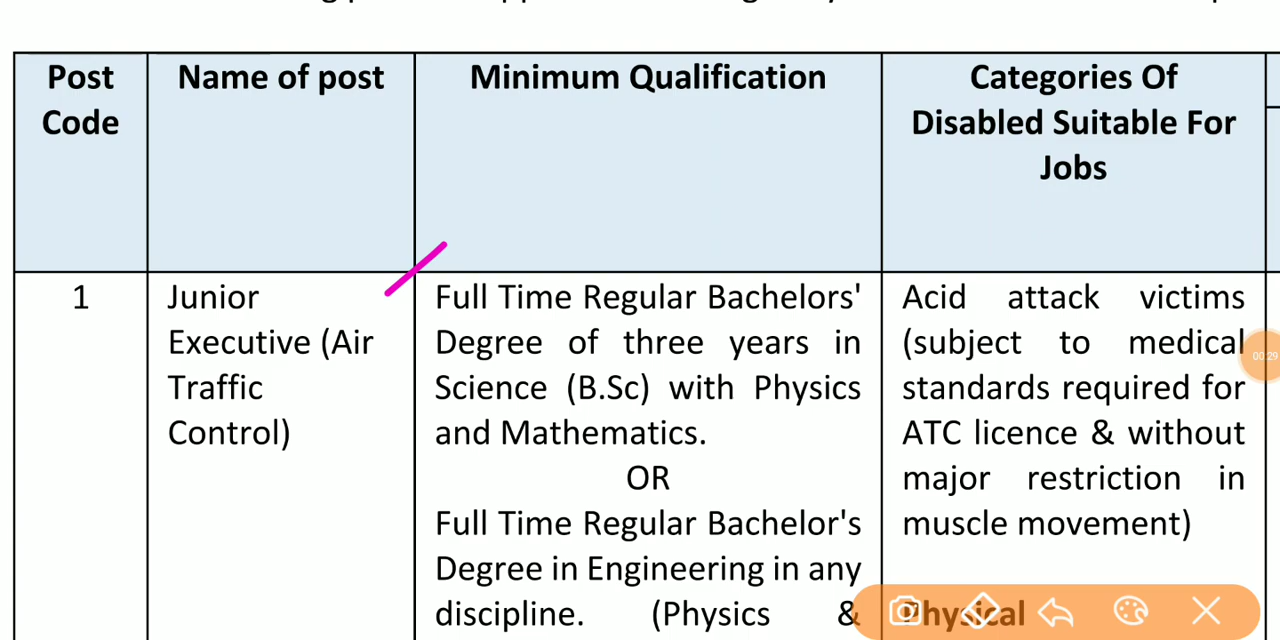 Post
Code
Name of post
Minimum Qualification
Categories Of
Disabled Suitable For
Jobs
1
Junior
Executive (Air
Traffic
Control)
Full Time Regular Bachelors'
Degree of three years in
Science (B.Sc) with Physics
and Mathematics.
OR
Full Time Regular Bachelor's
Degree in Engineering in any
discipline. (Physics &
Acid attack victims
(subject to medical
standards required for
ATC licence & without
major restriction in
muscle movement)
Physical
00:29